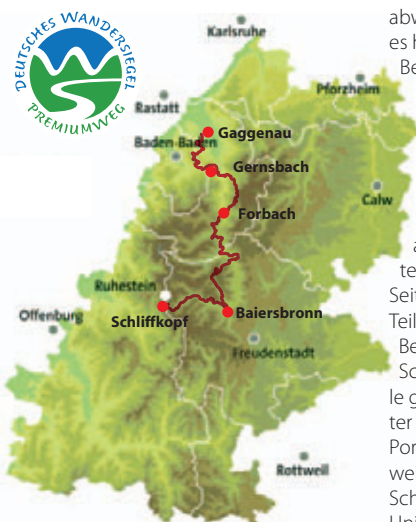 DEUTSCHES WANDERSIEGEL
PREMIUMWEG
Karlsruhe
Pforzheim
Rastatt
Gaggenau
Baden-Baden
Gernsbach
Calw
Forbach
Ruhestein
Schliffkopf
Baiersbronn
Offenburg
Freudenstadt
Rottweil
abw
es h
Be
a
te
Seit
Teil
Be
Sc
le g
ter
Por
we
Sch